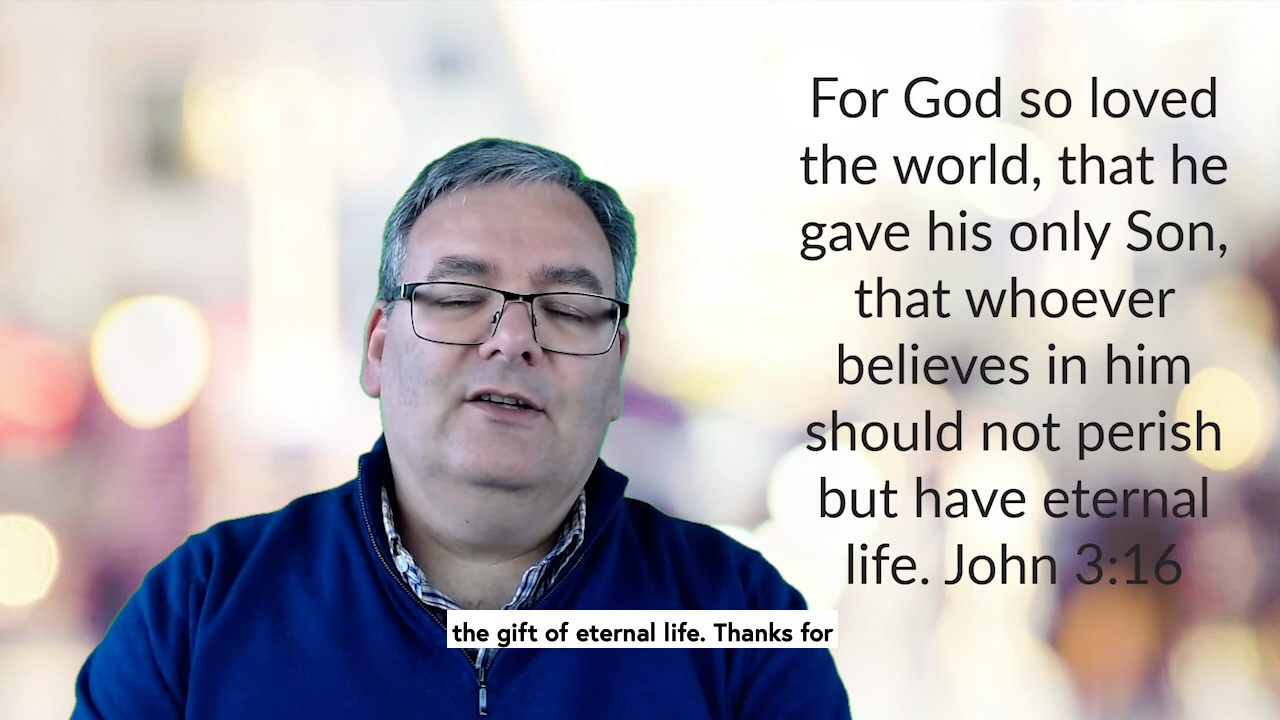 For God so loved
the world, that he
gave his only Son,
that whoever
believes in him
should not perish
but have eternal
life. John 3:16
the gift of eternal life. Thanks for